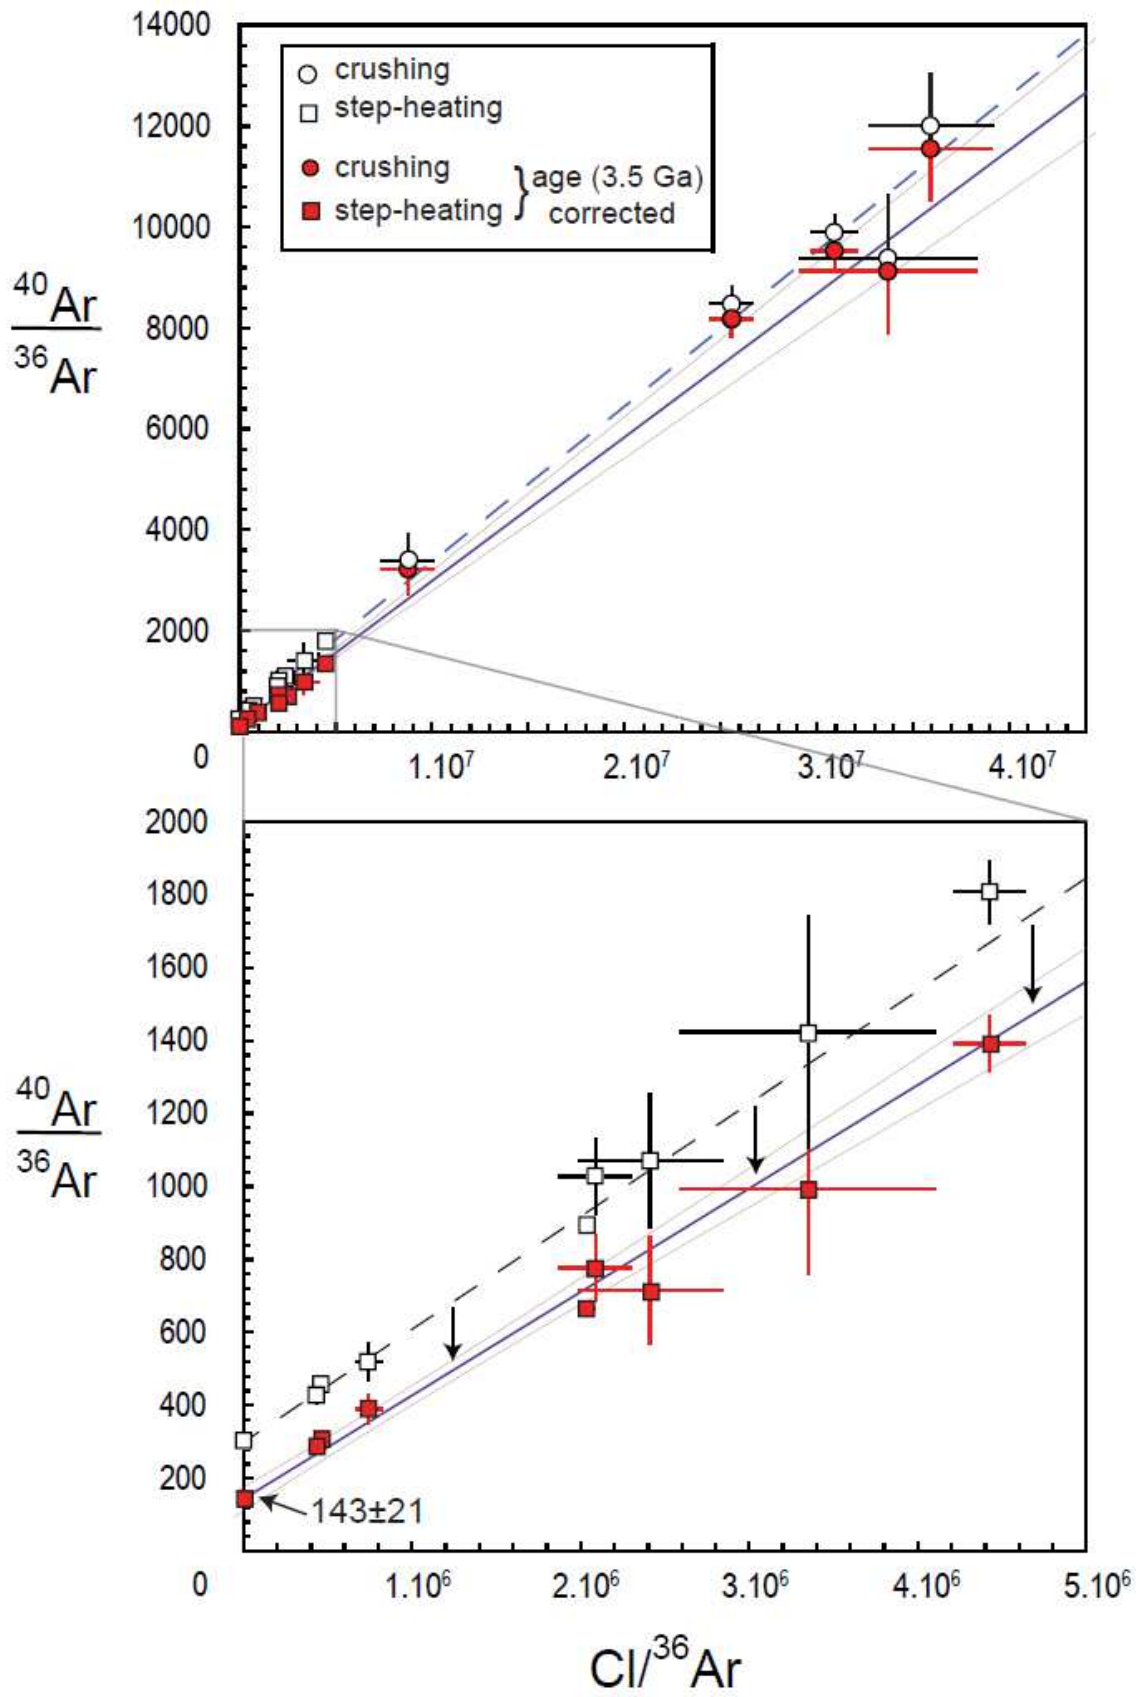 14000
12000
10000
8000
6000
4000
2000
0
⁴⁰Ar
³⁶Ar
crushing
step-heating
crushing
step-heating
} age (3.5 Ga)
corrected
1.10⁷
2.10⁷
3.10⁷
4.10⁷
2000
1800
1600
1400
1200
1000
800
600
400
200
0
⁴⁰Ar
³⁶Ar
143±21
1.10⁶
2.10⁶
3.10⁶
4.10⁶
5.10⁶
Cl/³⁶Ar